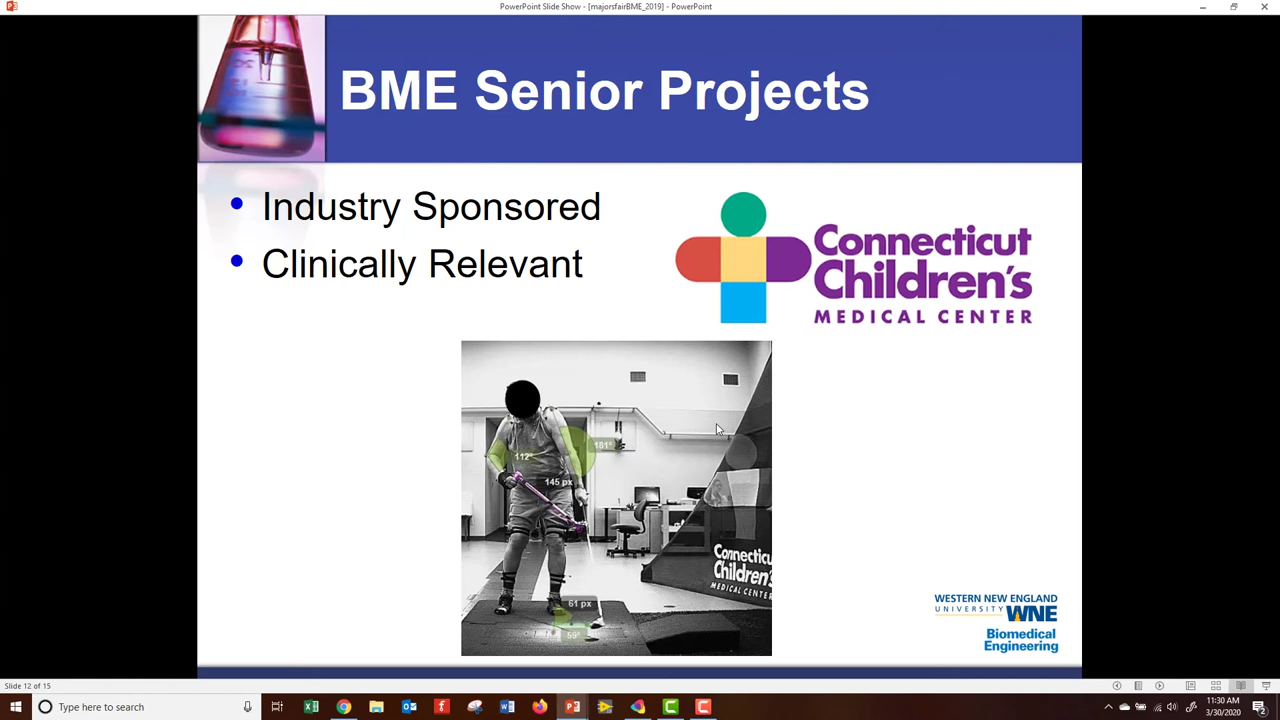 PowerPoint Slide Show - [majorsfairBME_2019] - PowerPoint
BME Senior Projects
• Industry Sponsored
• Clinically Relevant
Connecticut
Children's
MEDICAL CENTER
181°
112°
145 px
Connecticut
Children's
MEDICAL CENTER
61 px
59°
WESTERN NEW ENGLAND
UNIVERSITY WNE
Biomedical
Engineering
Slide 12 of 15
Type here to search
11:30 AM
3/30/2020
2